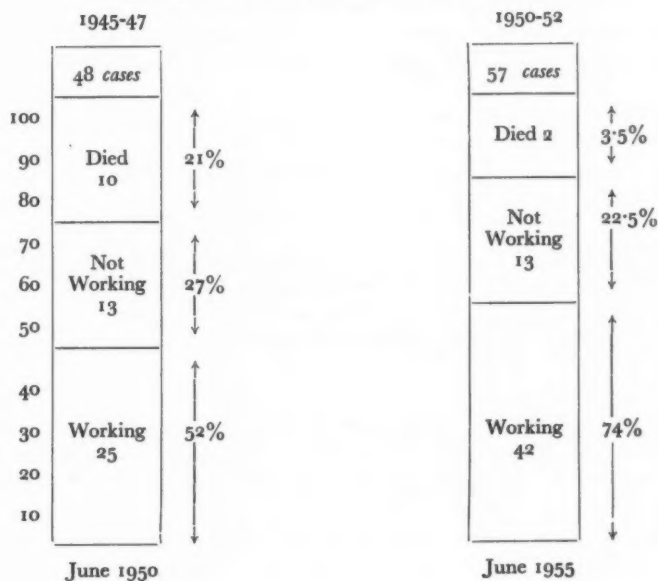 1945-47
48 cases
100
90
80
70
60
50
40
30
20
10
Died
10
21%
Not
Working
13
27%
Working
25
52%
June 1950
1950-52
57 cases
Died 2
3·5%
Not
Working
13
22·5%
Working
42
74%
June 1955